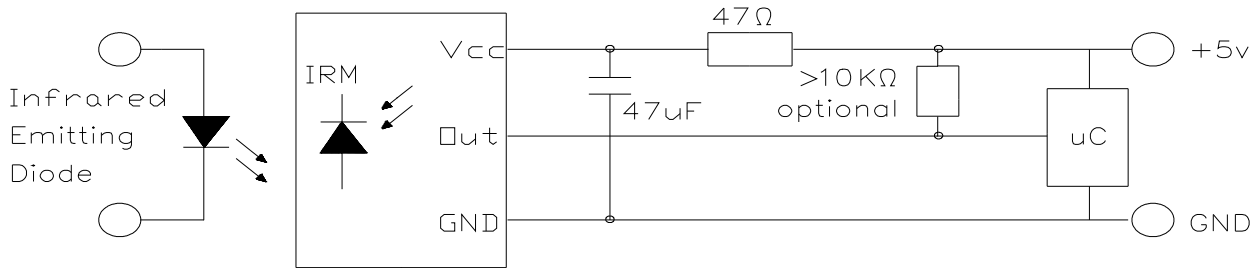 Infrared
Emitting
Diode
IRM
Vcc
Out
GND
47uF
47Ω
>10KΩ
optional
uC
+5v
GND